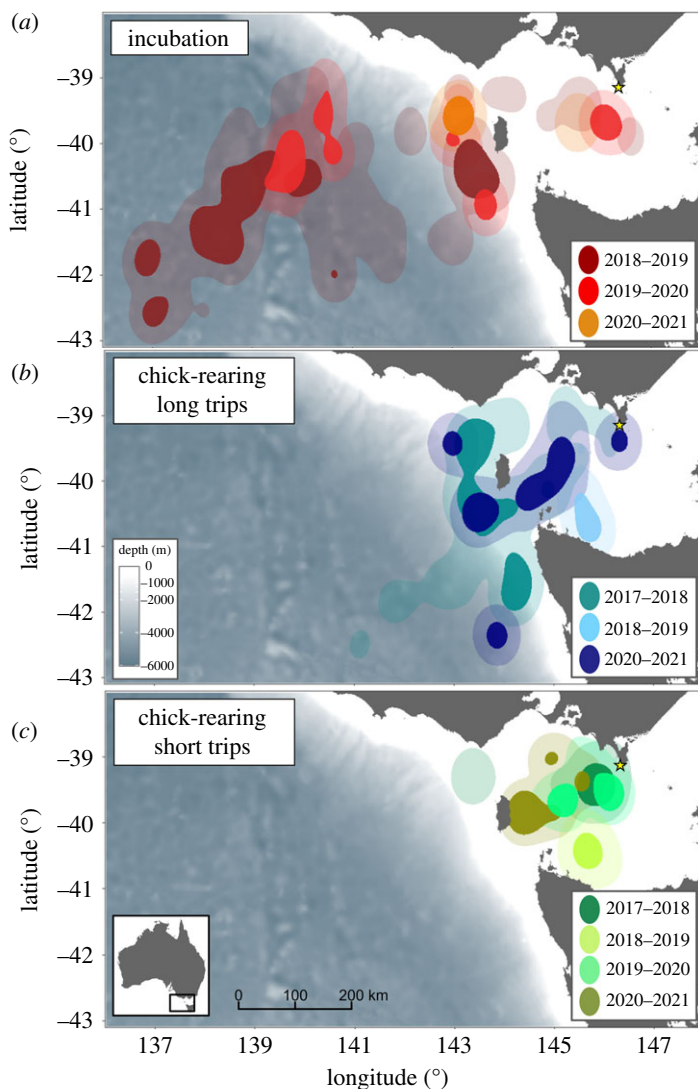 (a)
incubation
–39
–40
–41
–42
–43
latitude (°)
2018–2019
2019–2020
2020–2021
(b)
chick-rearing
long trips
–39
–40
–41
–42
–43
latitude (°)
depth (m)
0
–1000
–2000
–4000
–6000
2017–2018
2018–2019
2020–2021
(c)
chick-rearing
short trips
–39
–40
–41
–42
–43
latitude (°)
2017–2018
2018–2019
2019–2020
2020–2021
0 100 200 km
137 139 141 143 145 147
longitude (°)